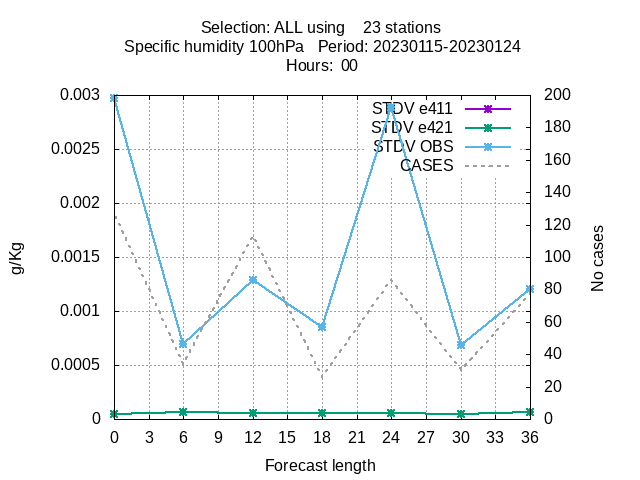 Selection: ALL using    23 stations
Specific humidity 100hPa   Period: 20230115-20230124
Hours:  00
0.003
0.0025
0.002
0.0015
0.001
0.0005
0
200
180
160
140
120
100
80
60
40
20
0
STDV e411
STDV e421
STDV OBS
CASES
g/Kg
No cases
0 3 6 9 12 15 18 21 24 27 30 33 36
Forecast length